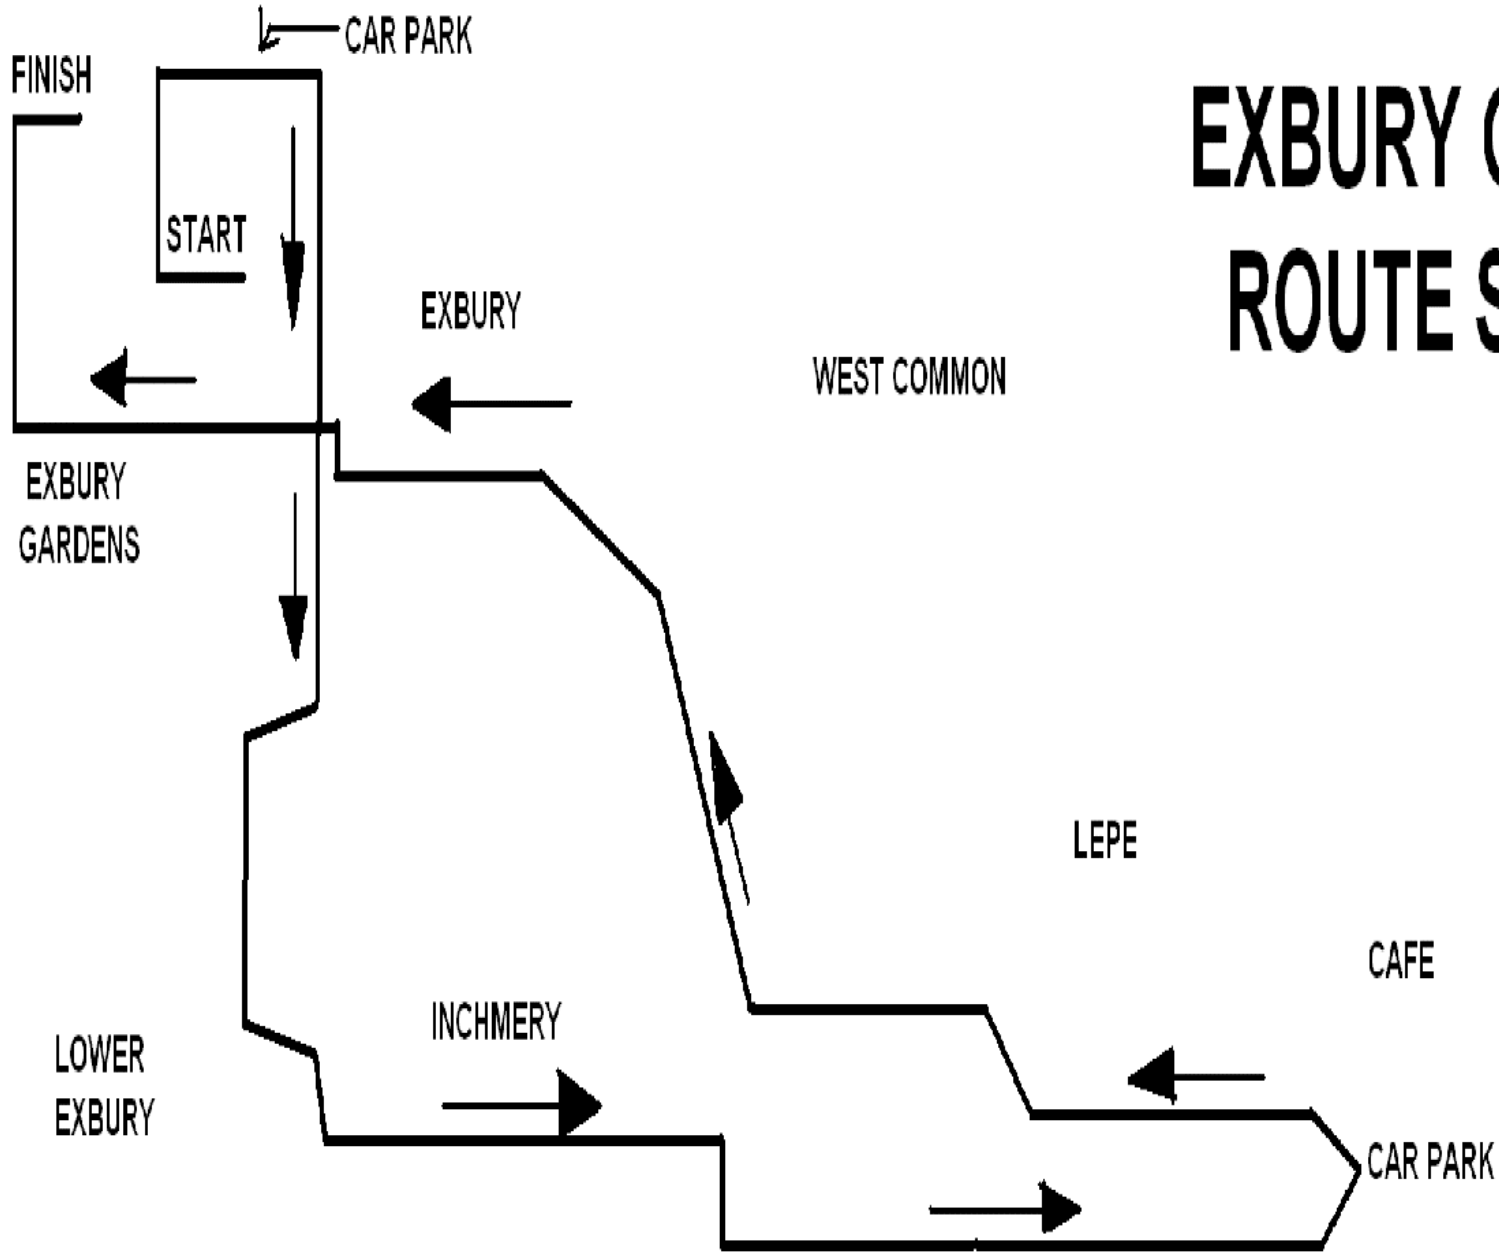 CAR PARK
FINISH
EXBURY
ROUTE
START
EXBURY
WEST COMMON
EXBURY
GARDENS
LEPE
CAFE
INCHMERY
LOWER
EXBURY
CAR PARK